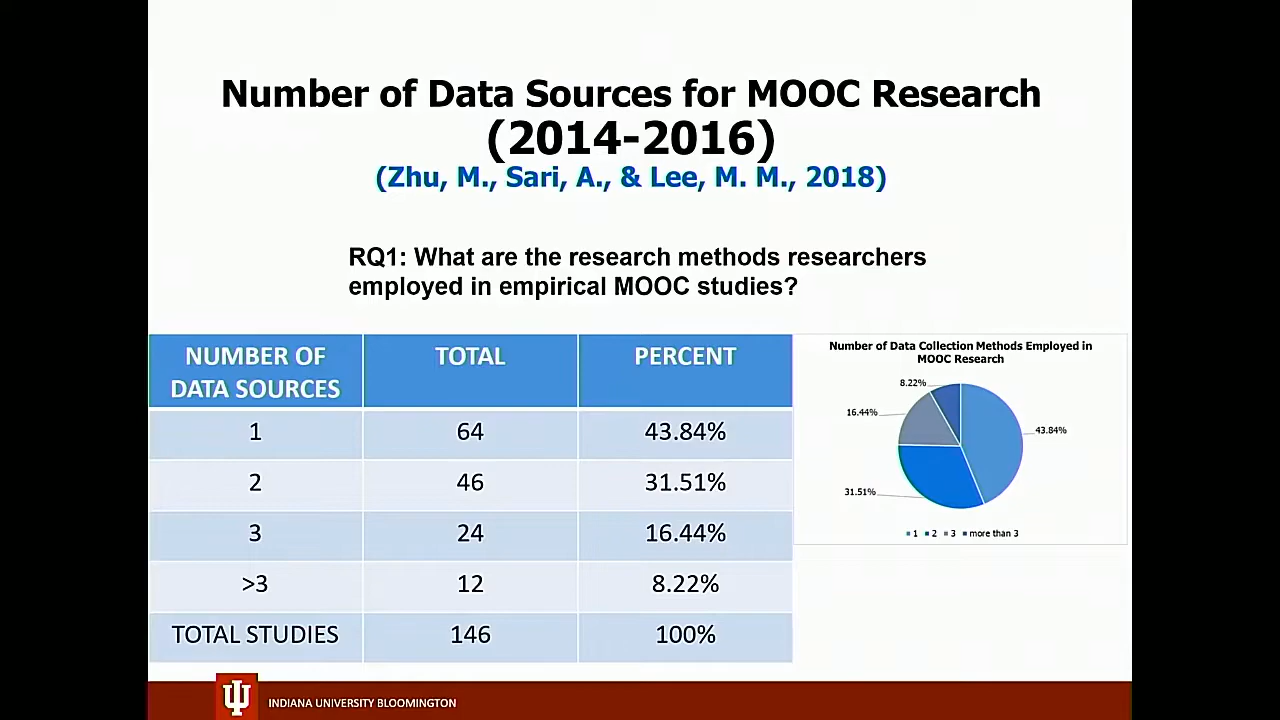 Number of Data Sources for MOOC Research
(2014-2016)
(Zhu, M., Sari, A., & Lee, M. M., 2018)
RQ1: What are the research methods researchers
employed in empirical MOOC studies?
NUMBER OF
DATA SOURCES
TOTAL
PERCENT
1
64
43.84%
2
46
31.51%
3
24
16.44%
>3
12
8.22%
TOTAL STUDIES
146
100%
Number of Data Collection Methods Employed in
MOOC Research
8.22%
16.44%
43.84%
31.51%
1 2 3 more than 3
INDIANA UNIVERSITY BLOOMINGTON